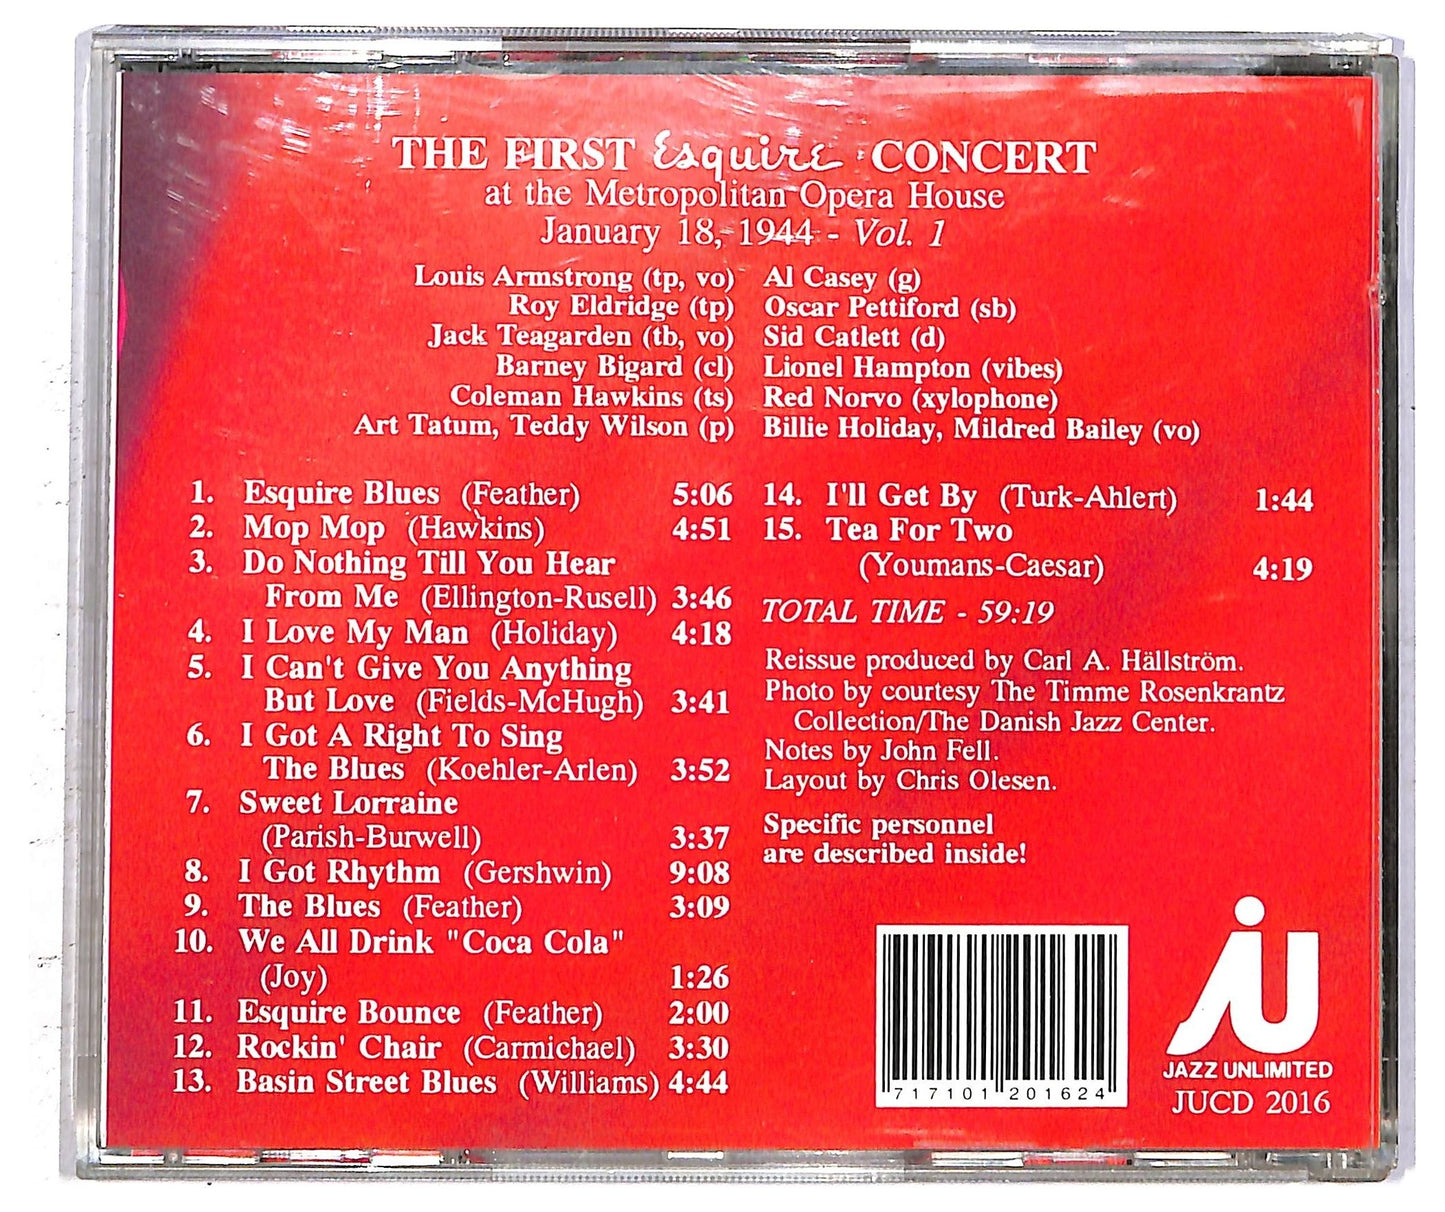 THE FIRST Esquire CONCERT
at the Metropolitan Opera House
January 18, 1944 - Vol. 1
Louis Armstrong (tp, vo)
Roy Eldridge (tp)
Jack Teagarden (tb, vo)
Barney Bigard (cl)
Coleman Hawkins (ts)
Art Tatum, Teddy Wilson (p)
Al Casey (g)
Oscar Pettiford (sb)
Sid Catlett (d)
Lionel Hampton (vibes)
Red Norvo (xylophone)
Billie Holiday, Mildred Bailey (vo)
1. Esquire Blues (Feather) 5:06
2. Mop Mop (Hawkins) 4:51
3. Do Nothing Till You Hear
From Me (Ellington-Rusell) 3:46
4. I Love My Man (Holiday) 4:18
5. I Can't Give You Anything
But Love (Fields-McHugh) 3:41
6. I Got A Right To Sing
The Blues (Koehler-Arlen) 3:52
7. Sweet Lorraine
(Parish-Burwell) 3:37
8. I Got Rhythm (Gershwin) 9:08
9. The Blues (Feather) 3:09
10. We All Drink "Coca Cola"
(Joy) 1:26
11. Esquire Bounce (Feather) 2:00
12. Rockin' Chair (Carmichael) 3:30
13. Basin Street Blues (Williams) 4:44
14. I'll Get By (Turk-Ahlert) 1:44
15. Tea For Two
(Youmans-Caesar) 4:19
TOTAL TIME - 59:19
Reissue produced by Carl A. Hällström.
Photo by courtesy The Timme Rosenkrantz
Collection/The Danish Jazz Center.
Notes by John Fell.
Layout by Chris Olesen.
Specific personnel
are described inside!
7 17101 20162 4
JU
JAZZ UNLIMITED
JUCD 2016